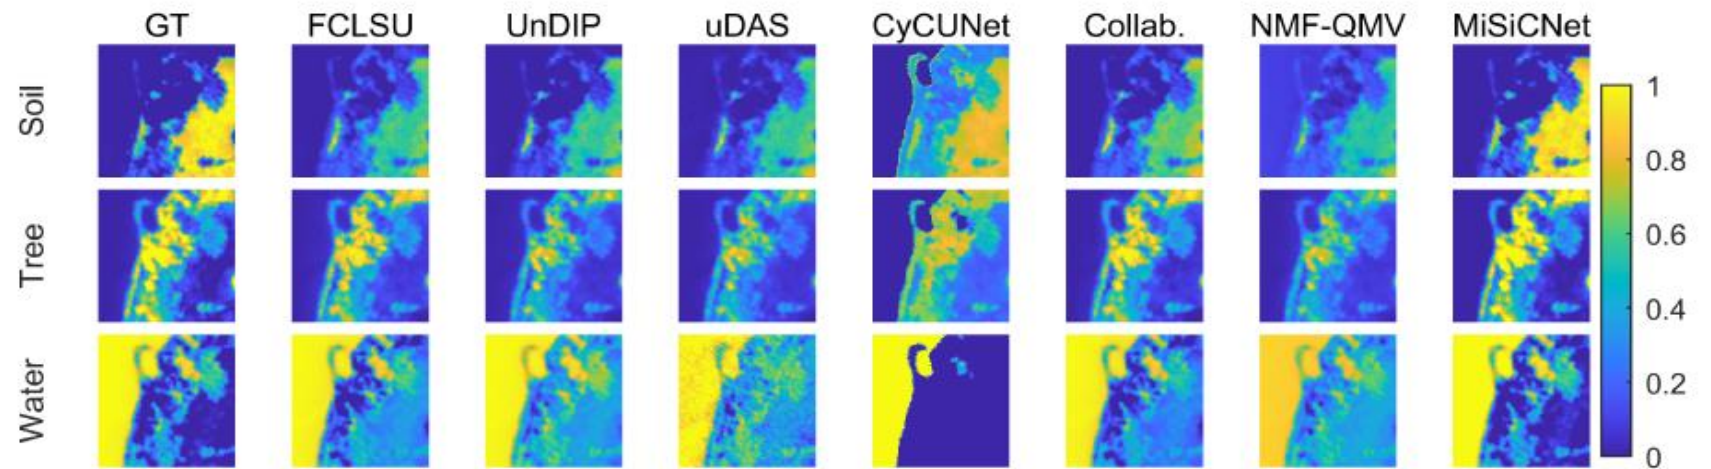 GT FCLSU UnDIP uDAS CyCUNet Collab. NMF-QMV MiSiCNet
Soil
Tree
Water
1
0.8
0.6
0.4
0.2
0